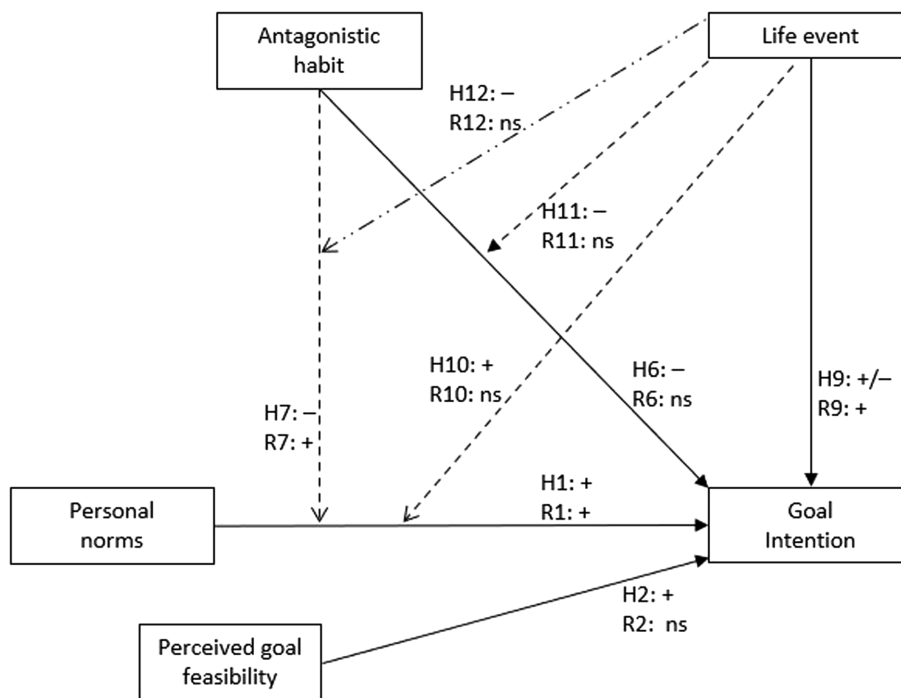 Antagonistic
habit
Life event
H12: –
R12: ns
H11: –
R11: ns
H10: +
R10: ns
H6: –
R6: ns
H9: +/–
R9: +
H7: –
R7: +
Personal
norms
H1: +
R1: +
Goal
Intention
H2: +
R2: ns
Perceived goal
feasibility